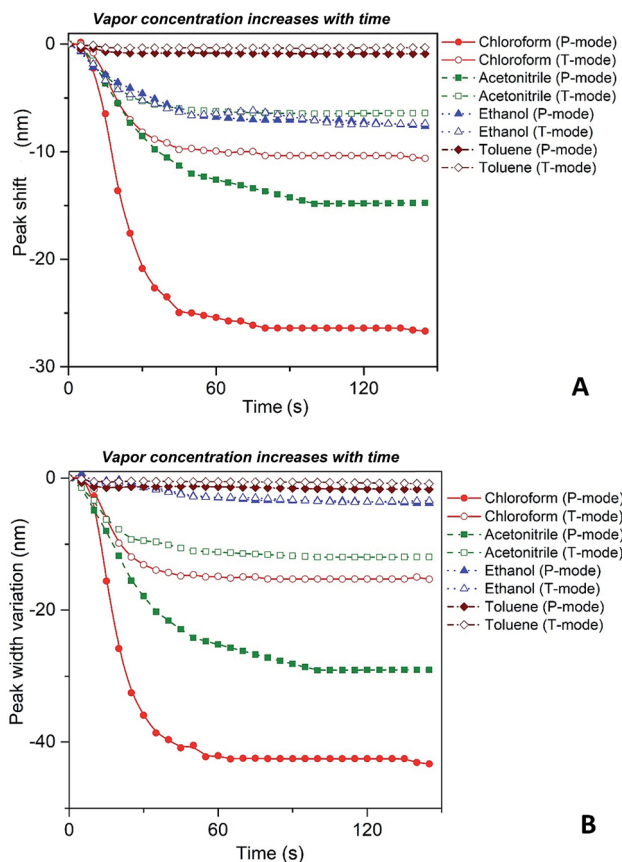 Vapor concentration increases with time
0
-10
-20
-30
Peak shift (nm)
0
60
120
Time (s)
Chloroform (P-mode)
Chloroform (T-mode)
Acetonitrile (P-mode)
Acetonitrile (T-mode)
Ethanol (P-mode)
Ethanol (T-mode)
Toluene (P-mode)
Toluene (T-mode)
A
Vapor concentration increases with time
0
-20
-40
Peak width variation (nm)
0
60
120
Time (s)
Chloroform (P-mode)
Chloroform (T-mode)
Acetonitrile (P-mode)
Acetonitrile (T-mode)
Ethanol (P-mode)
Ethanol (T-mode)
Toluene (P-mode)
Toluene (T-mode)
B